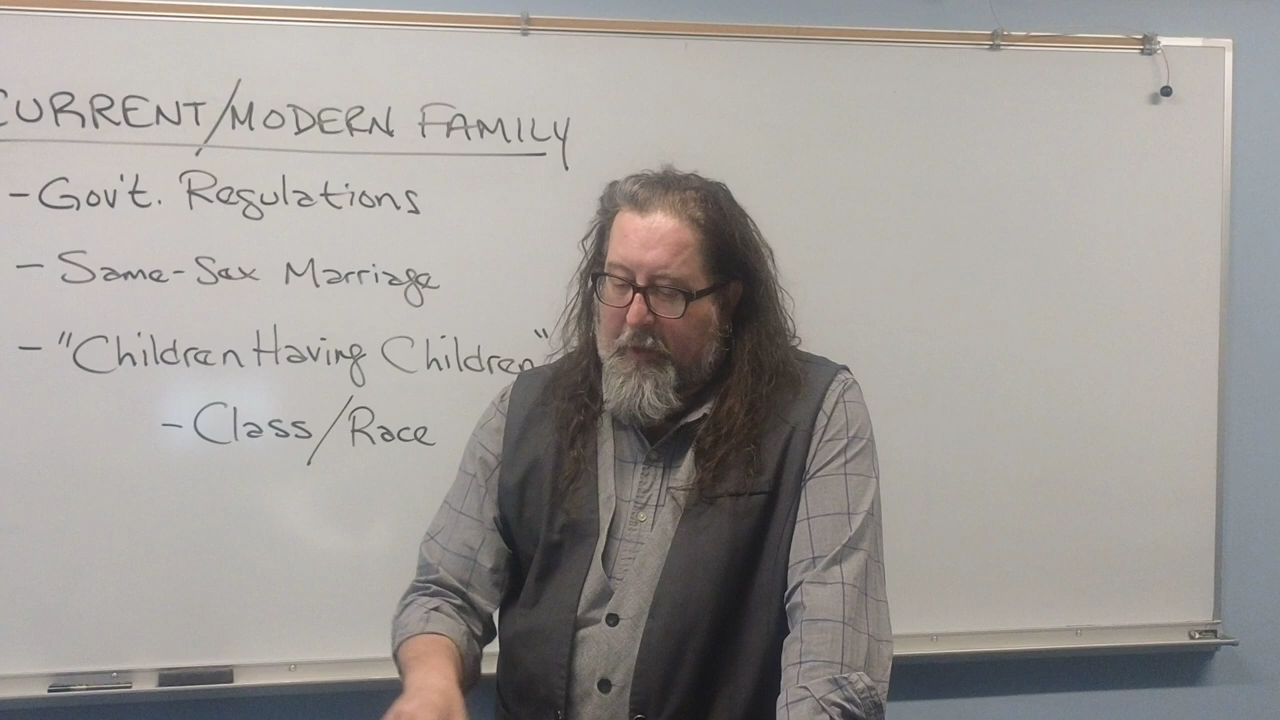 CURRENT/MODERN FAMILY
- Gov't. Regulations
- Same-Sex Marriage
- "Children Having Children"
- Class/Race